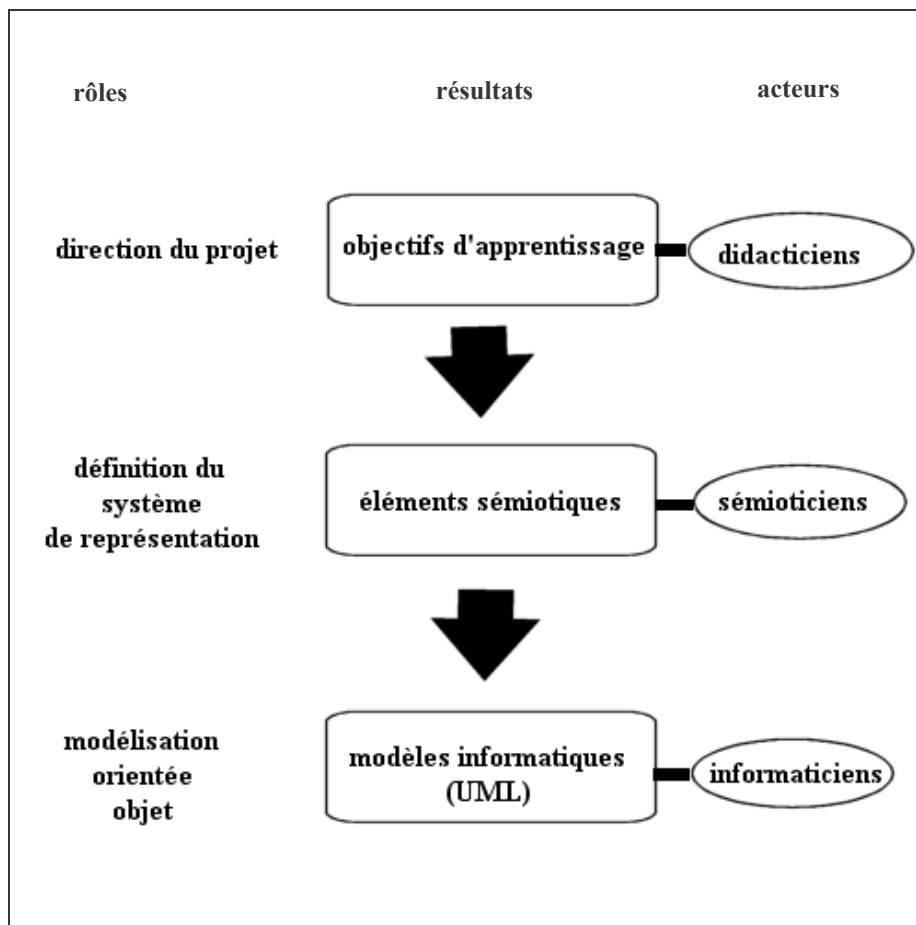 rôles résultats acteurs
direction du projet objectifs d'apprentissage didacticiens
définition du
système
de représentation
éléments sémiotiques sémioticiens
modélisation
orientée
objet
modèles informatiques
(UML)
informaticiens